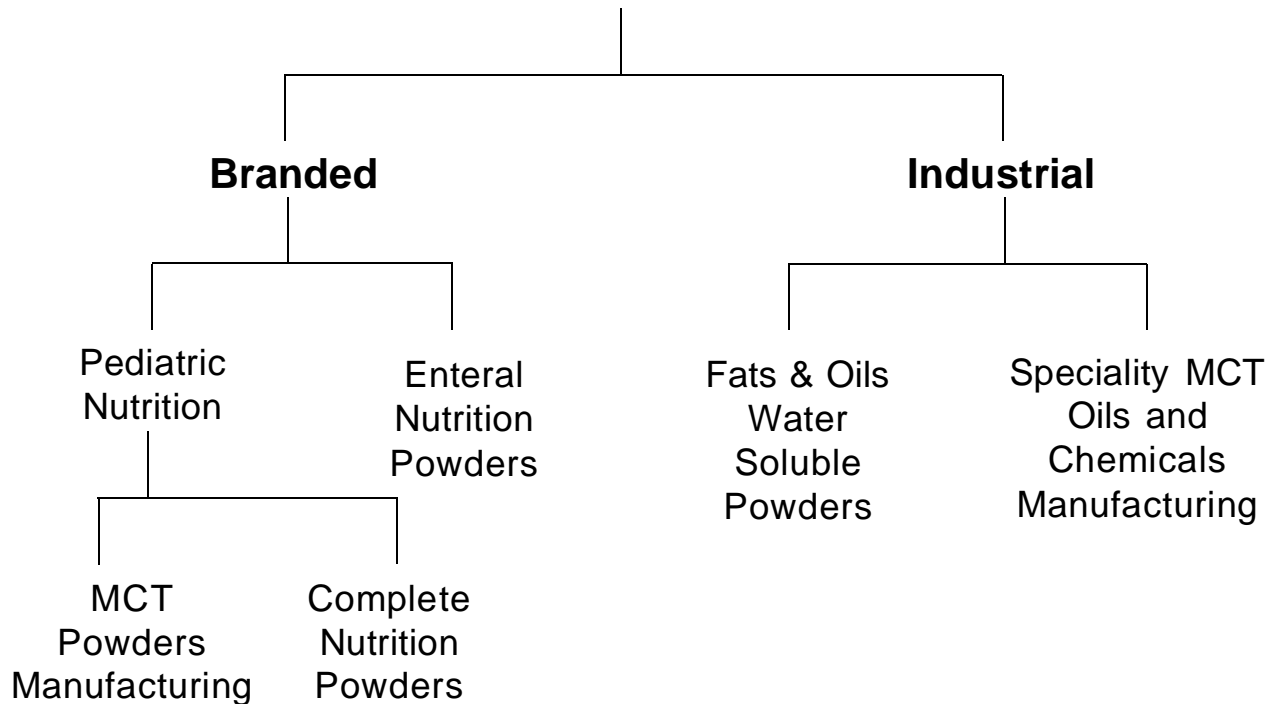 Branded
Industrial
Pediatric
Nutrition
Enteral
Nutrition
Powders
Fats & Oils
Water
Soluble
Powders
Speciality MCT
Oils and
Chemicals
Manufacturing
MCT
Powders
Manufacturing
Complete
Nutrition
Powders